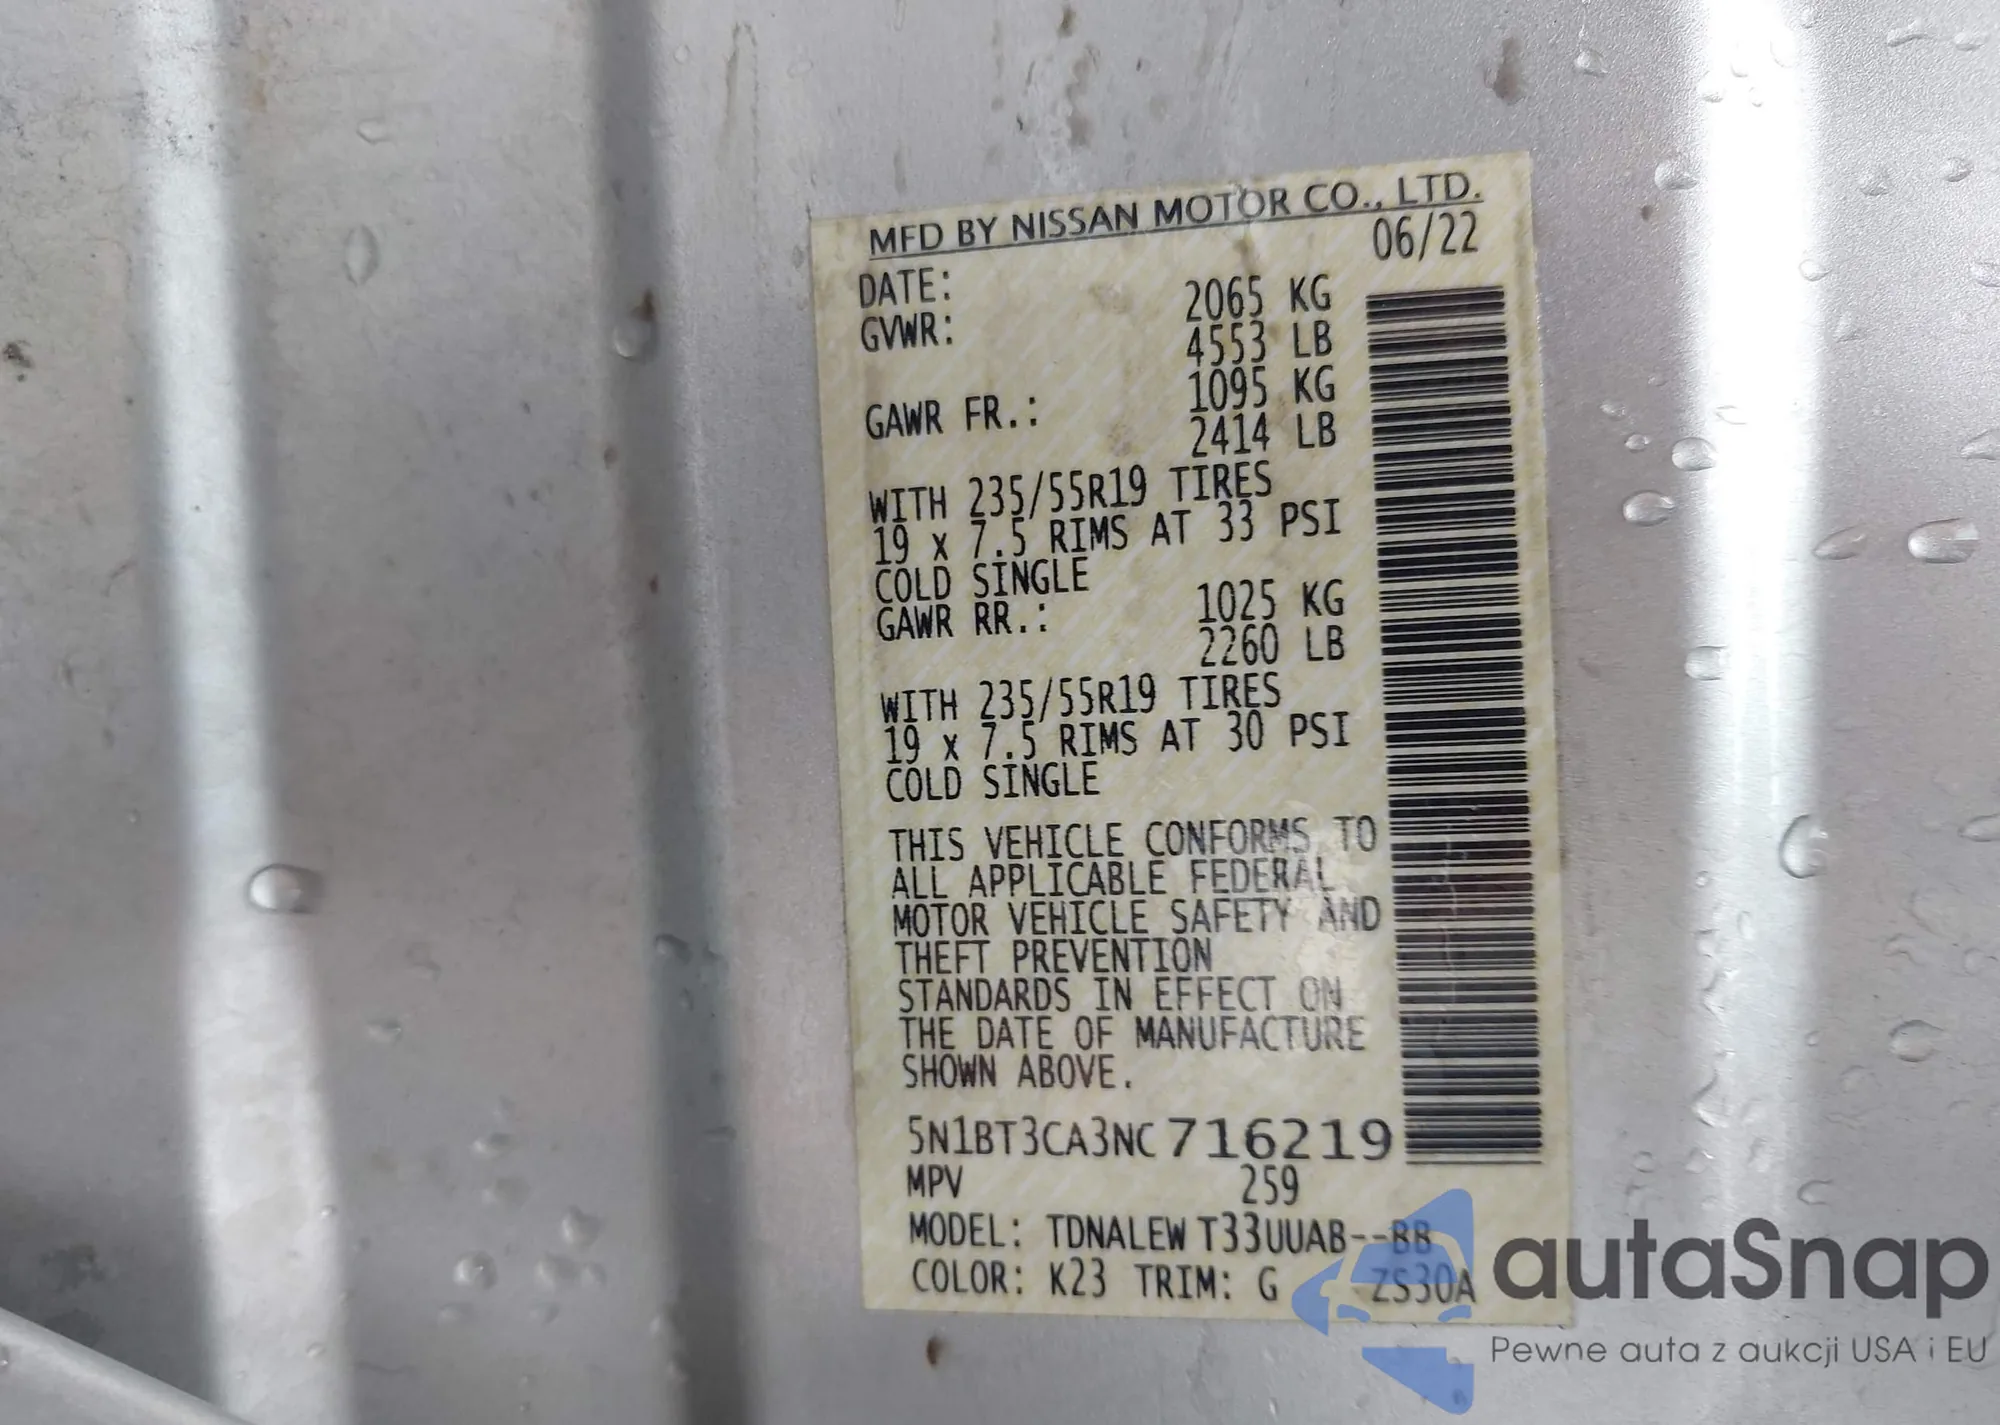 MFD BY NISSAN MOTOR CO., LTD.
DATE: 06/22
GVWR: 2065 KG
4553 LB
GAWR FR.: 1095 KG
2414 LB
WITH 235/55R19 TIRES
19 x 7.5 RIMS AT 33 PSI
COLD SINGLE
GAWR RR.: 1025 KG
2260 LB
WITH 235/55R19 TIRES
19 x 7.5 RIMS AT 30 PSI
COLD SINGLE
THIS VEHICLE CONFORMS TO
ALL APPLICABLE FEDERAL
MOTOR VEHICLE SAFETY AND
THEFT PREVENTION
STANDARDS IN EFFECT ON
THE DATE OF MANUFACTURE
SHOWN ABOVE.
5N1BT3CA3NC716219
MPV 259
MODEL: TDNALEW T33UUAB--BB
COLOR: K23 TRIM: G ZS30A
autaSnap
Pewne auta z aukcji USA i EU